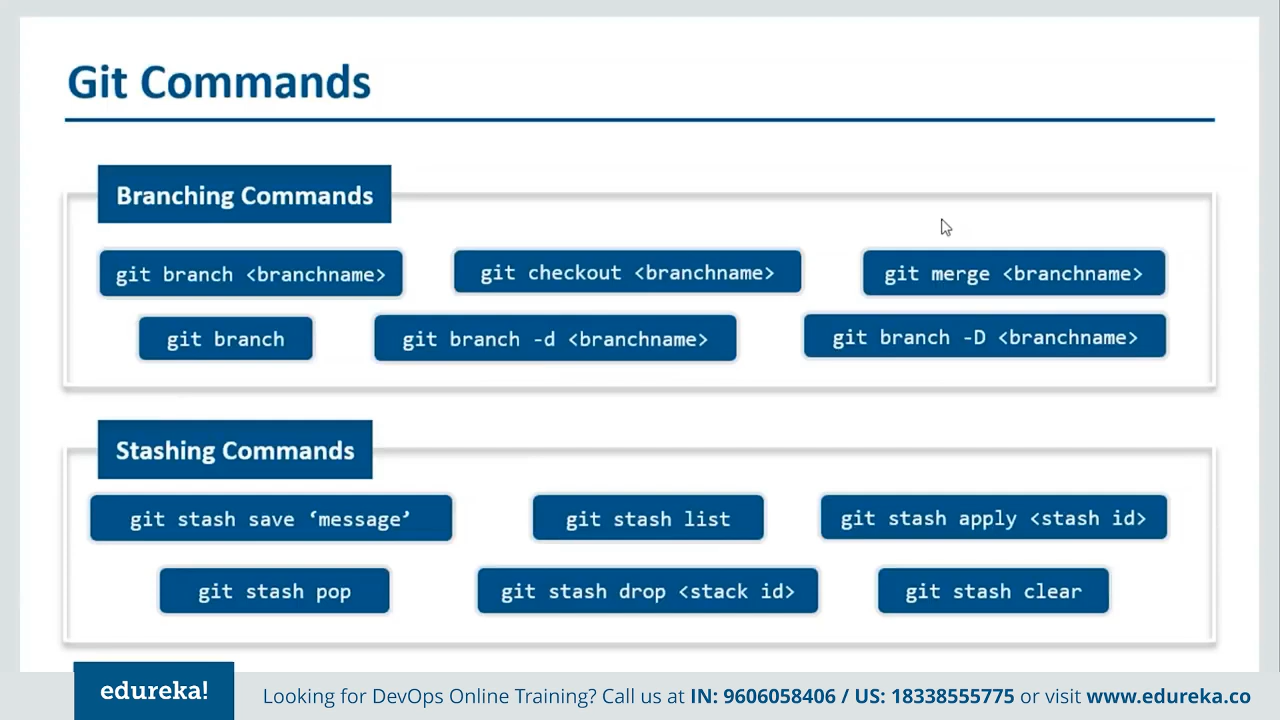 Git Commands
Branching Commands
git branch <branchname>
git checkout <branchname>
git merge <branchname>
git branch
git branch -d <branchname>
git branch -D <branchname>
Stashing Commands
git stash save ‘message’
git stash list
git stash apply <stash id>
git stash pop
git stash drop <stack id>
git stash clear
edureka!
Looking for DevOps Online Training? Call us at IN: 9606058406 / US: 18338555775 or visit www.edureka.co